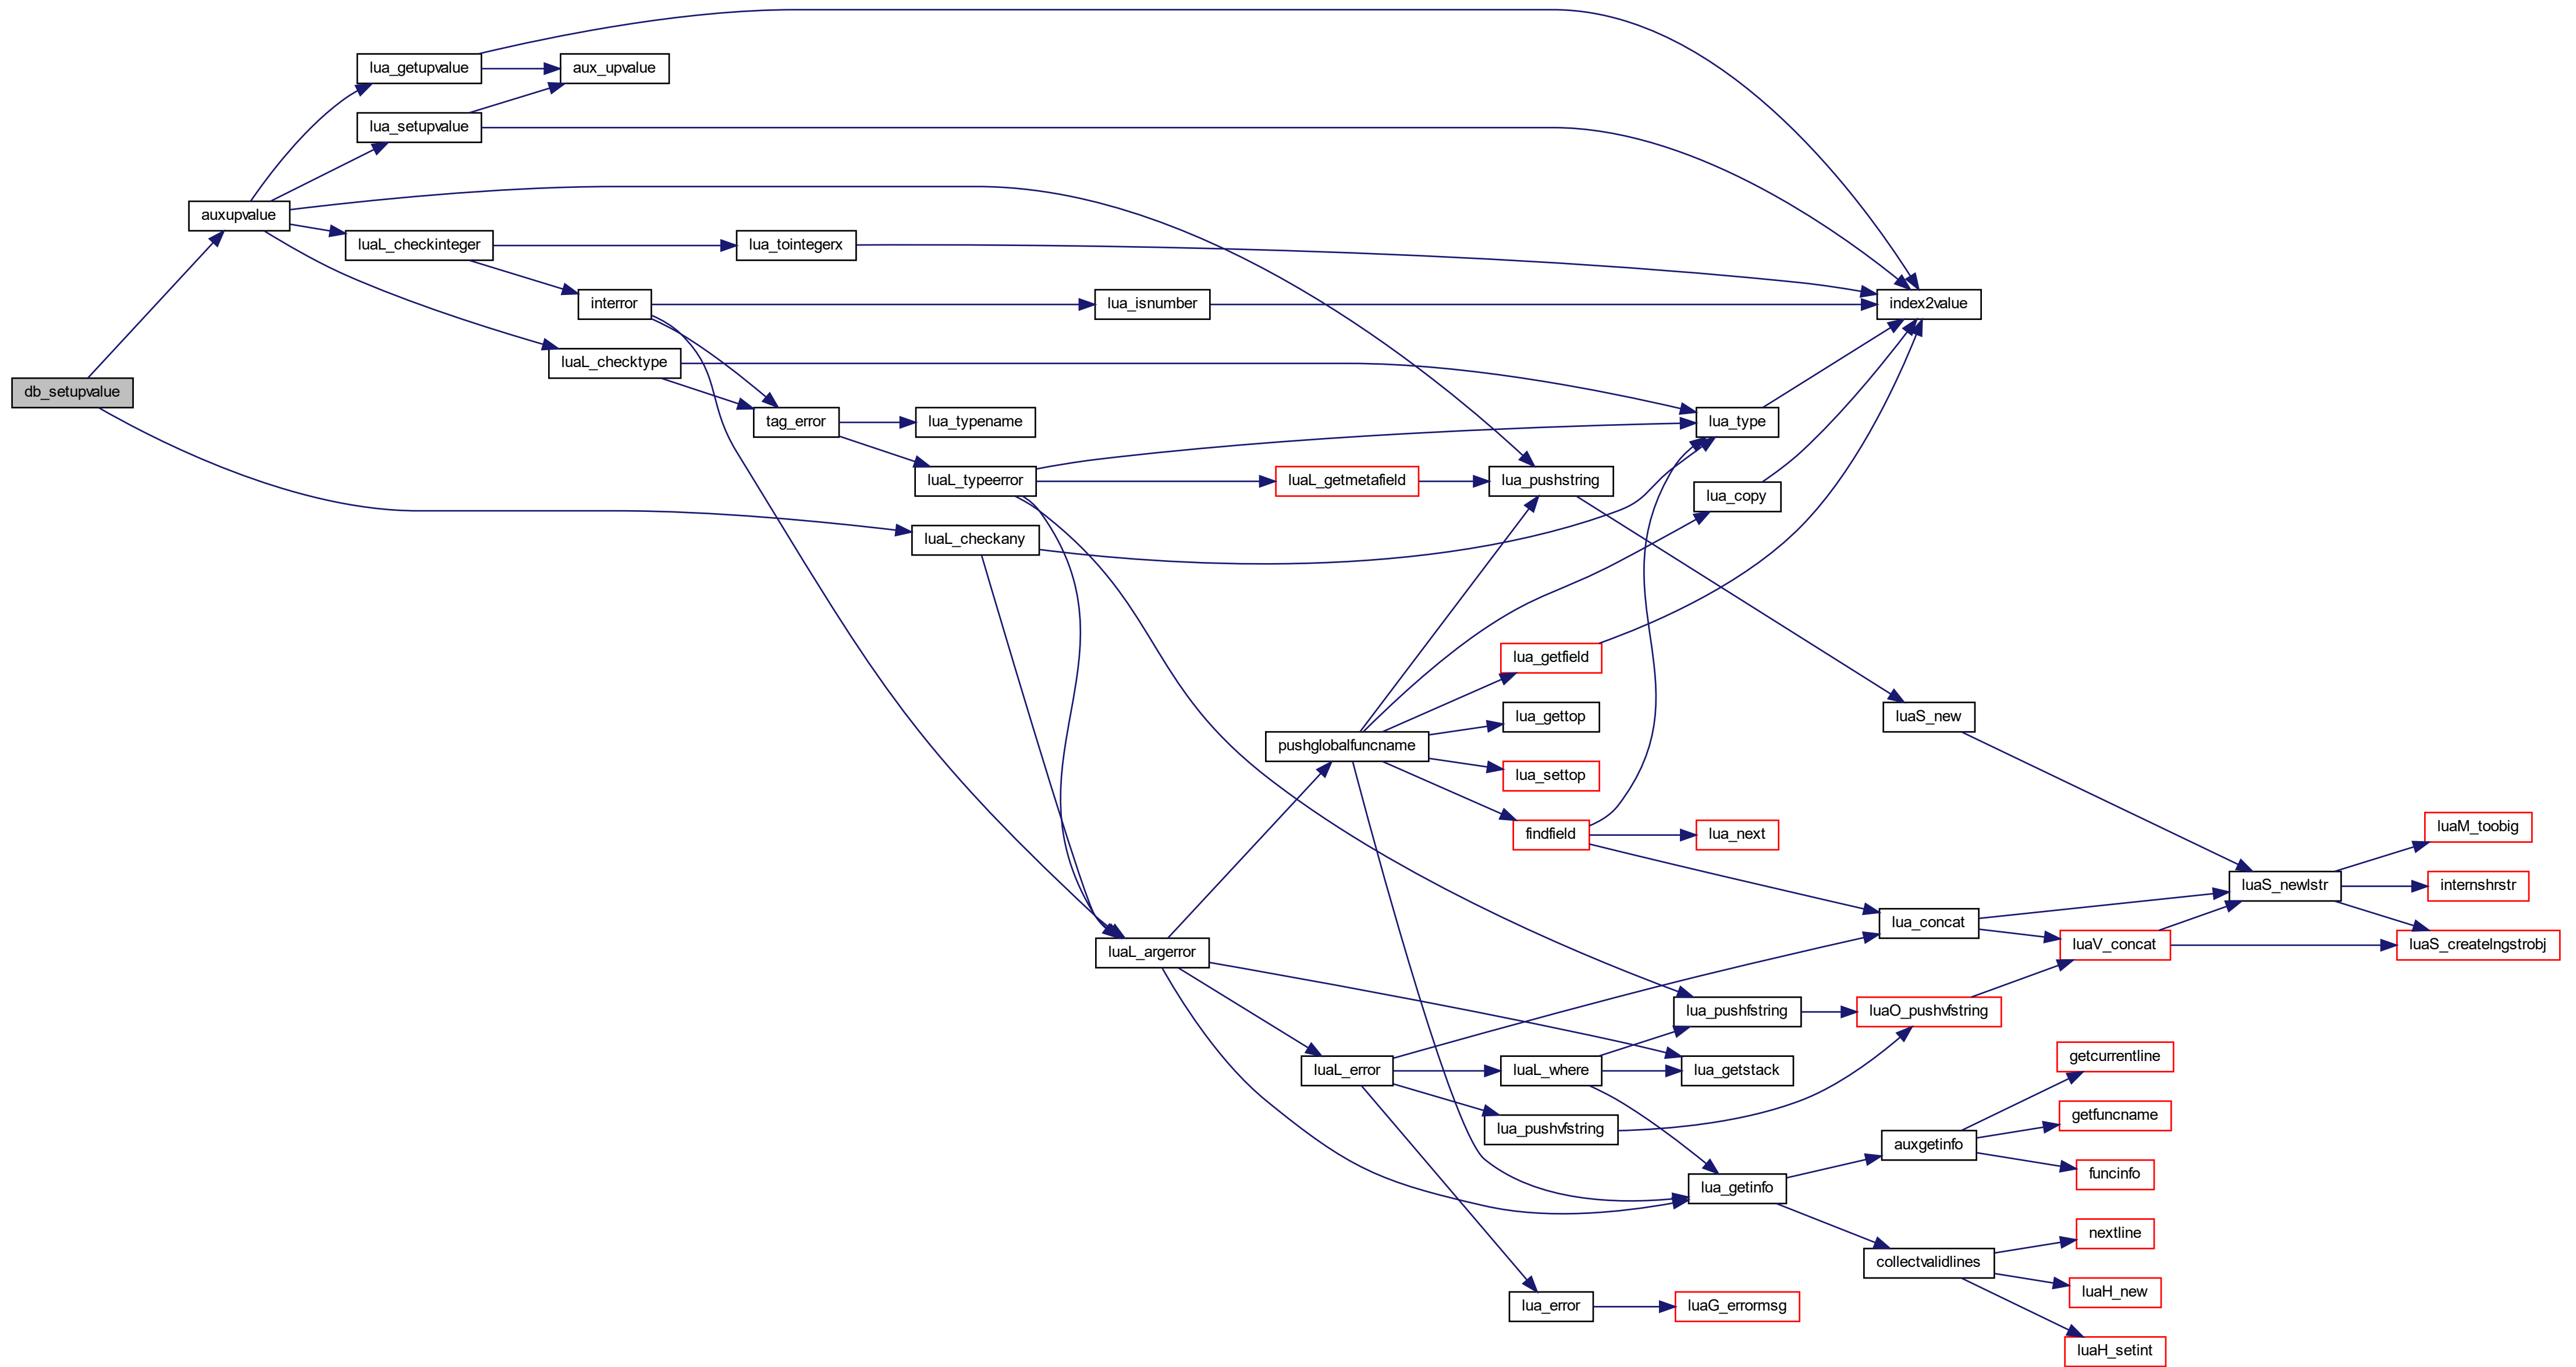 lua_getupvalue
aux_upvalue
lua_setupvalue
auxupvalue
luaL_checkinteger
lua_tointegerx
interror
lua_isnumber
index2value
luaL_checktype
db_setupvalue
tag_error
lua_typename
lua_type
luaL_typeerror
luaL_getmetafield
lua_pushstring
lua_copy
luaL_checkany
lua_getfield
lua_gettop
luaS_new
pushglobalfuncname
lua_settop
findfield
lua_next
luaM_toobig
luaS_newlstr
internshrstr
lua_concat
luaV_concat
luaS_createlngstrobj
luaL_argerror
lua_pushfstring
luaO_pushvfstring
getcurrentline
luaL_error
luaL_where
lua_getstack
getfuncname
lua_pushvfstring
auxgetinfo
funcinfo
lua_getinfo
nextline
collectvalidlines
luaH_new
lua_error
luaG_errormsg
luaH_setint